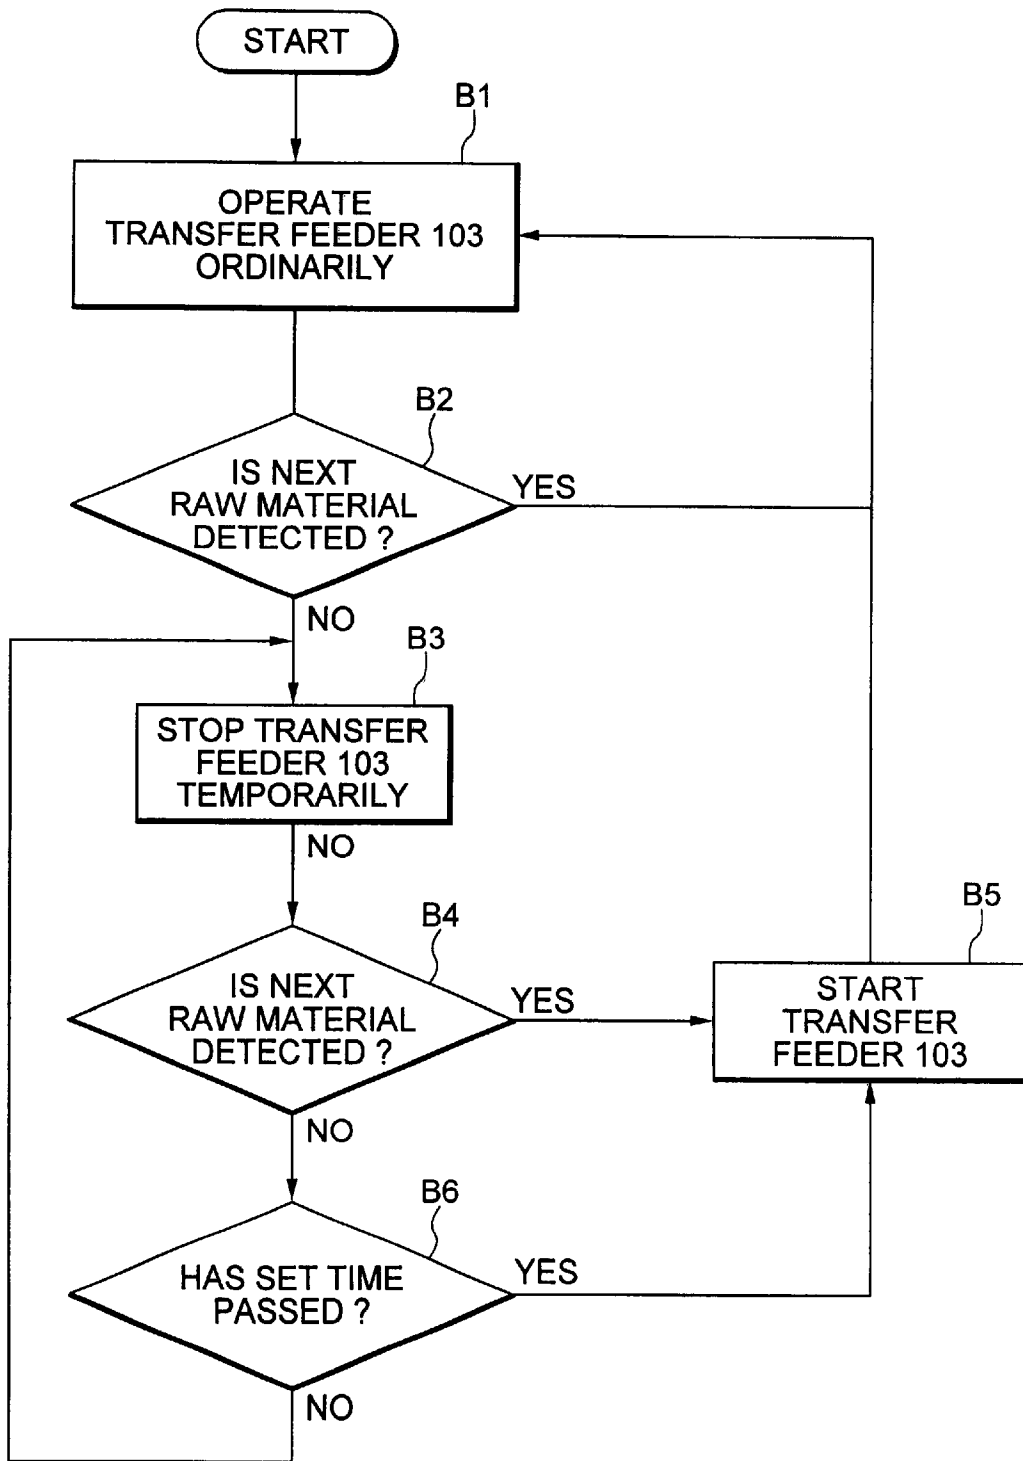 START
B1
OPERATE
TRANSFER FEEDER 103
ORDINARILY
B2
IS NEXT
RAW MATERIAL
DETECTED ?
YES
NO
B3
STOP TRANSFER
FEEDER 103
TEMPORARILY
NO
B4
IS NEXT
RAW MATERIAL
DETECTED ?
YES
B5
START
TRANSFER
FEEDER 103
NO
B6
HAS SET TIME
PASSED ?
YES
NO